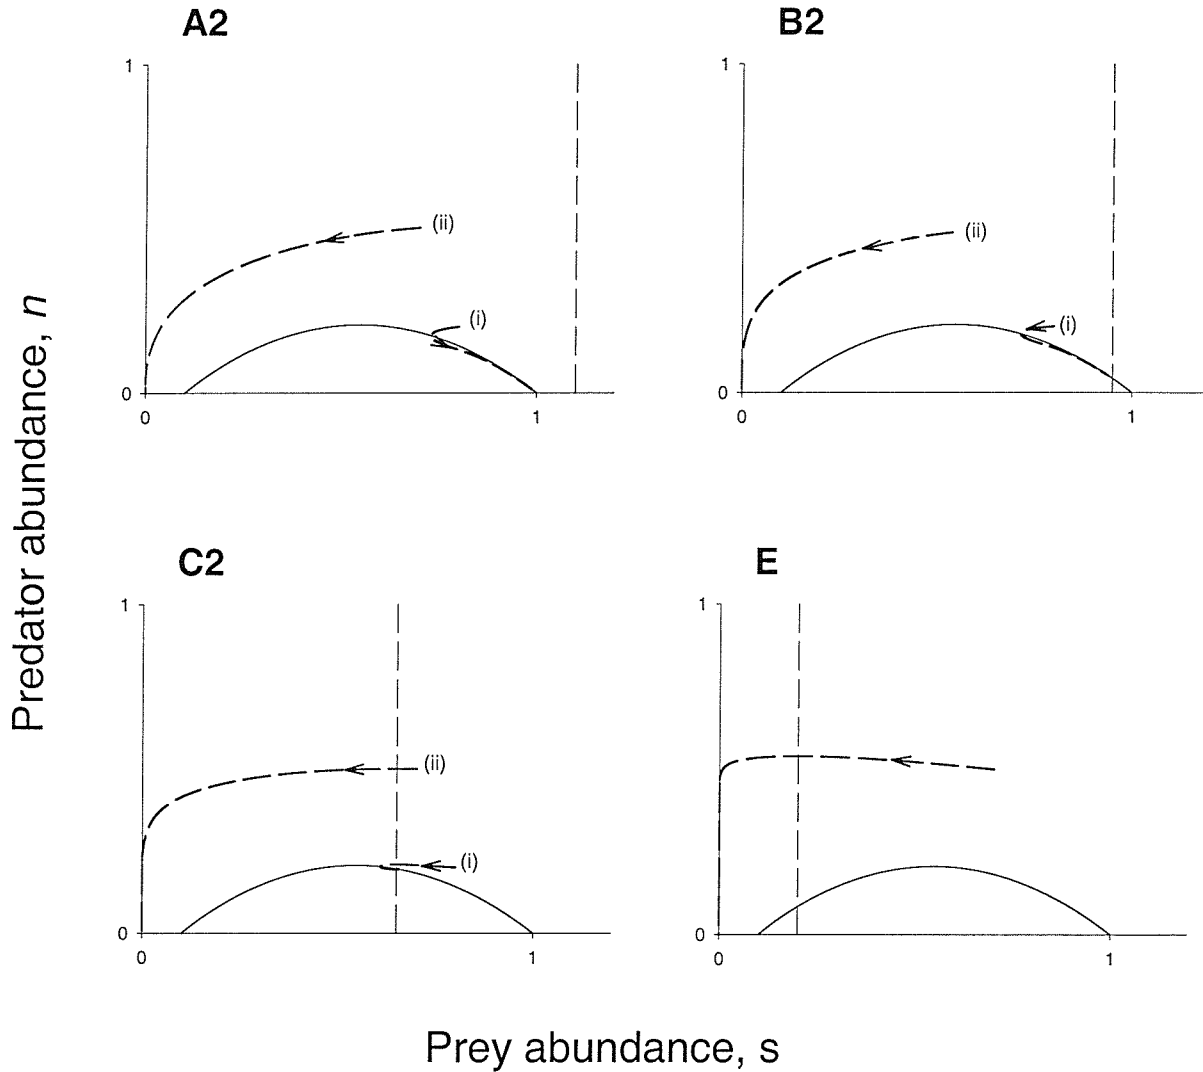 A2
B2
1
1
(ii)
(ii)
(i)
(i)
0
0
0
1
0
1
C2
E
1
1
(ii)
(i)
0
0
0
1
0
1
Predator abundance, n
Prey abundance, s